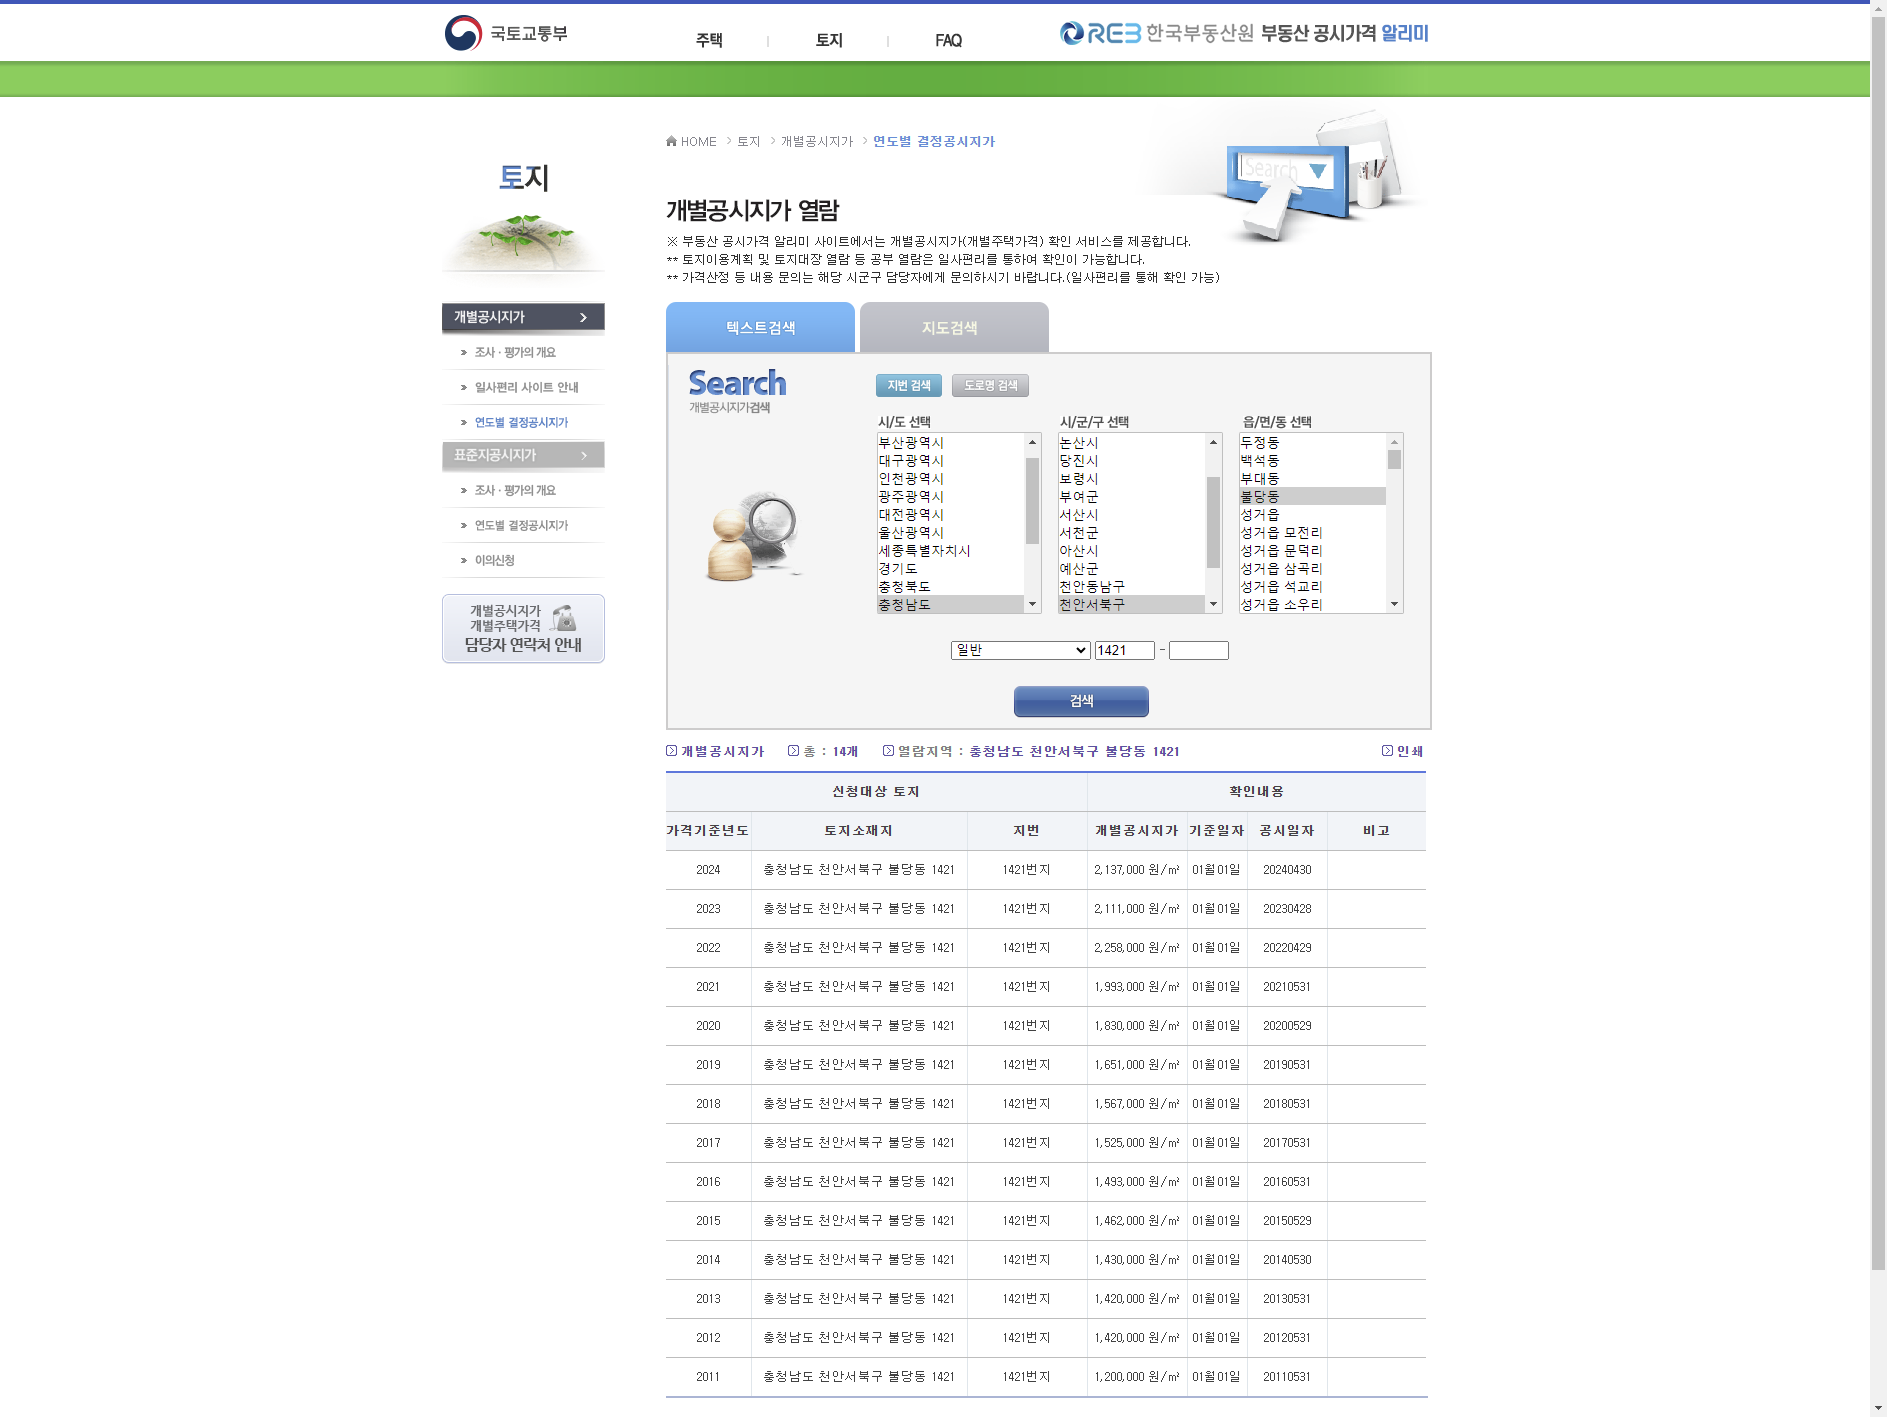 국토교통부
주택
토지
FAQ
REB 한국부동산원 부동산 공시가격 알리미
HOME > 토지 > 개별공시지가 > 연도별 결정공시지가
Search
토지
개별공시지가 열람
※ 부동산 공시가격 알리미 사이트에서는 개별공시지가(개별주택가격) 확인 서비스를 제공합니다.
** 토지이용계획 및 토지대장 열람 등 공부 열람은 일사편리를 통하여 확인이 가능합니다.
** 가격산정 등 내용 문의는 해당 시군구 담당자에게 문의하시기 바랍니다.(일사편리를 통해 확인 가능)
개별공시지가
조사 · 평가의 개요
일사편리 사이트 안내
연도별 결정공시지가
표준지공시지가
조사 · 평가의 개요
연도별 결정공시지가
이의신청
개별공시지가
개별주택가격
담당자 연락처 안내
텍스트검색
지도검색
Search
개별공시지가검색
지번 검색
도로명 검색
시/도 선택
부산광역시
대구광역시
인천광역시
광주광역시
대전광역시
울산광역시
세종특별자치시
경기도
충청북도
충청남도
시/군/구 선택
논산시
당진시
보령시
부여군
서산시
서천군
아산시
예산군
천안동남구
천안서북구
읍/면/동 선택
두정동
백석동
부대동
불당동
성거읍
성거읍 모전리
성거읍 문덕리
성거읍 삼곡리
성거읍 석교리
성거읍 소우리
일반 1421 -
검색
개별공시지가 총 : 14개 열람지역 : 충청남도 천안서북구 불당동 1421 인쇄
신청대상 토지 확인내용
가격기준년도 토지소재지 지번 개별공시지가 기준일자 공시일자 비고
2024 충청남도 천안서북구 불당동 1421 1421번지 2,137,000 원/㎡ 01월01일 20240430
2023 충청남도 천안서북구 불당동 1421 1421번지 2,111,000 원/㎡ 01월01일 20230428
2022 충청남도 천안서북구 불당동 1421 1421번지 2,258,000 원/㎡ 01월01일 20220429
2021 충청남도 천안서북구 불당동 1421 1421번지 1,993,000 원/㎡ 01월01일 20210531
2020 충청남도 천안서북구 불당동 1421 1421번지 1,830,000 원/㎡ 01월01일 20200529
2019 충청남도 천안서북구 불당동 1421 1421번지 1,651,000 원/㎡ 01월01일 20190531
2018 충청남도 천안서북구 불당동 1421 1421번지 1,567,000 원/㎡ 01월01일 20180531
2017 충청남도 천안서북구 불당동 1421 1421번지 1,525,000 원/㎡ 01월01일 20170531
2016 충청남도 천안서북구 불당동 1421 1421번지 1,493,000 원/㎡ 01월01일 20160531
2015 충청남도 천안서북구 불당동 1421 1421번지 1,462,000 원/㎡ 01월01일 20150529
2014 충청남도 천안서북구 불당동 1421 1421번지 1,430,000 원/㎡ 01월01일 20140530
2013 충청남도 천안서북구 불당동 1421 1421번지 1,420,000 원/㎡ 01월01일 20130531
2012 충청남도 천안서북구 불당동 1421 1421번지 1,420,000 원/㎡ 01월01일 20120531
2011 충청남도 천안서북구 불당동 1421 1421번지 1,200,000 원/㎡ 01월01일 20110531